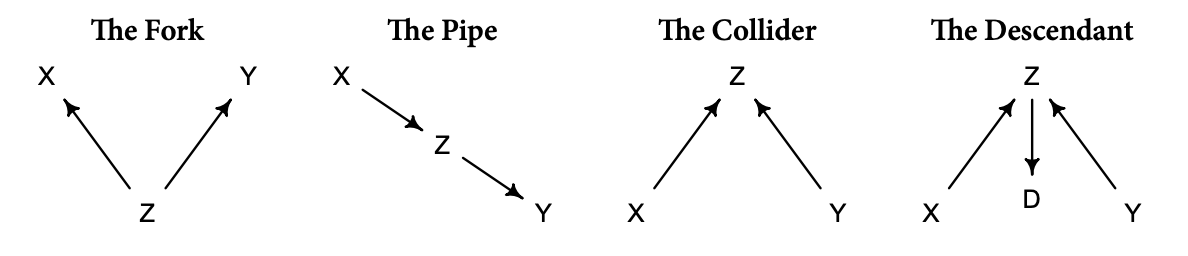 The Fork The Pipe The Collider The Descendant
X Y X Z Z
Z
D
Z Y X Y X Y